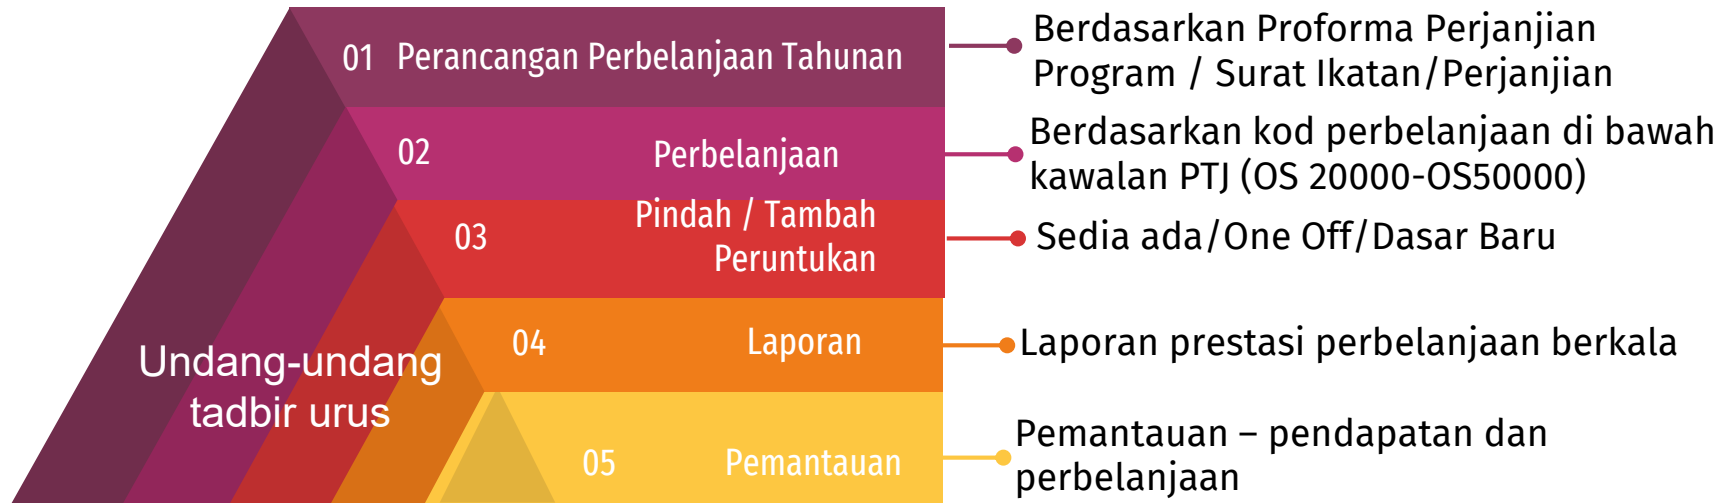 01 Perancangan Perbelanjaan Tahunan
Berdasarkan Proforma Perjanjian
Program / Surat Ikatan/Perjanjian
02 Perbelanjaan
Berdasarkan kod perbelanjaan di bawah
kawalan PTJ (OS 20000-OS50000)
03 Pindah / Tambah
Peruntukan
Sedia ada/One Off/Dasar Baru
04 Laporan
Laporan prestasi perbelanjaan berkala
05 Pemantauan
Pemantauan – pendapatan dan
perbelanjaan
Undang-undang
tadbir urus